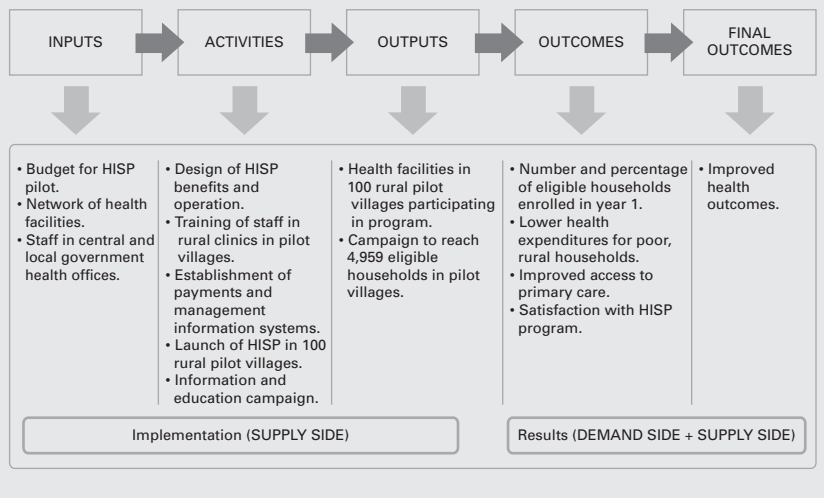 INPUTS
ACTIVITIES
OUTPUTS
OUTCOMES
FINAL
OUTCOMES
• Budget for HISP
pilot.
• Network of health
facilities.
• Staff in central and
local government
health offices.
• Design of HISP
benefits and
operation.
• Training of staff in
rural clinics in pilot
villages.
• Establishment of
payments and
management
information systems.
• Launch of HISP in 100
rural pilot villages.
• Information and
education campaign.
• Health facilities in
100 rural pilot
villages participating
in program.
• Campaign to reach
4,959 eligible
households in pilot
villages.
• Number and percentage
of eligible households
enrolled in year 1.
• Lower health
expenditures for poor,
rural households.
• Improved access to
primary care.
• Satisfaction with HISP
program.
• Improved
health
outcomes.
Implementation (SUPPLY SIDE)
Results (DEMAND SIDE + SUPPLY SIDE)